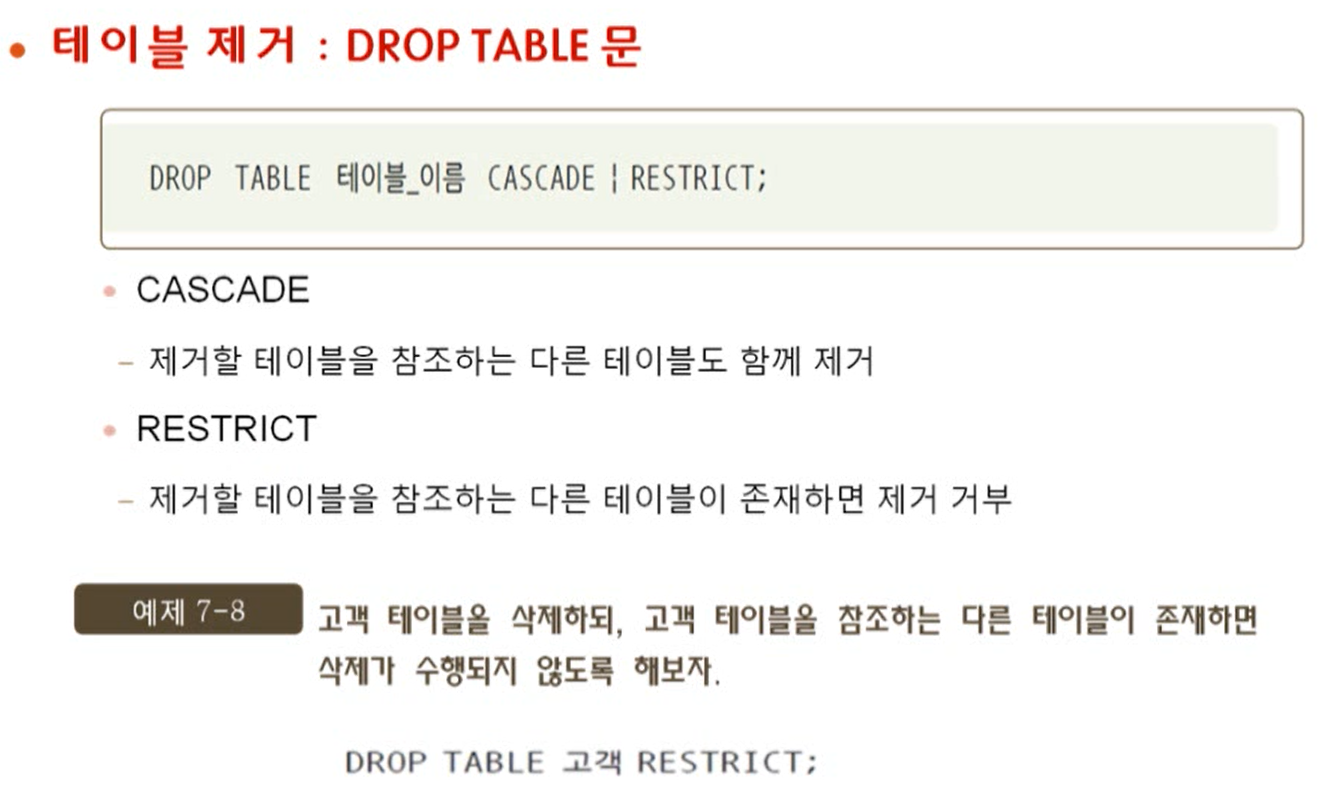 • 테이블 제거 : DROP TABLE 문
DROP TABLE 테이블_이름 CASCADE | RESTRICT;
• CASCADE
– 제거할 테이블을 참조하는 다른 테이블도 함께 제거
• RESTRICT
– 제거할 테이블을 참조하는 다른 테이블이 존재하면 제거 거부
예제 7-8 고객 테이블을 삭제하되, 고객 테이블을 참조하는 다른 테이블이 존재하면
삭제가 수행되지 않도록 해보자.
DROP TABLE 고객 RESTRICT;